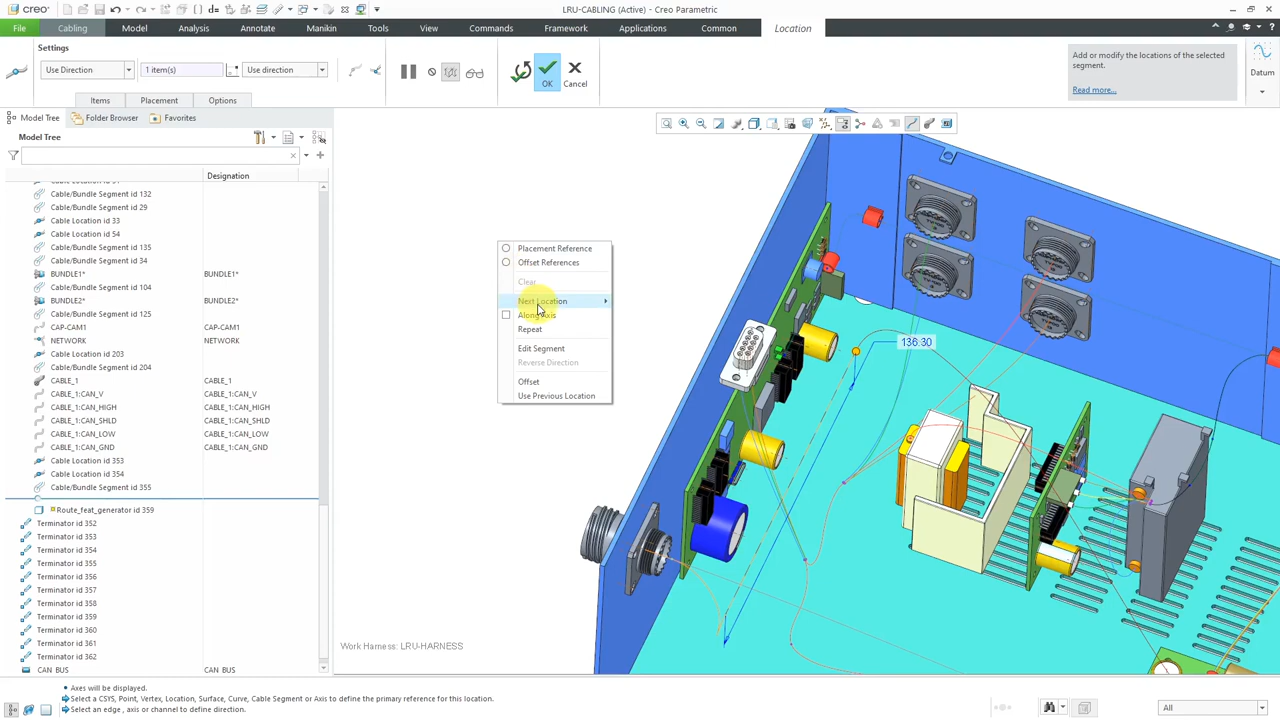 creo
LRU-CABLING (Active) - Creo Parametric
File
Cabling
Model
Analysis
Annotate
Manikin
Tools
View
Commands
Framework
Applications
Common
Location
Settings
Use Direction
1 item(s)
Use direction
OK
Cancel
Items
Placement
Options
Add or modify the locations of the selected
segment.
Read more...
Datum
Model Tree
Folder Browser
Favorites
Model Tree
Designation
Cable/Bundle Segment id 132
Cable/Bundle Segment id 29
Cable Location id 33
Cable Location id 54
Cable/Bundle Segment id 135
Cable/Bundle Segment id 34
BUNDLE1* BUNDLE1*
Cable/Bundle Segment id 104
BUNDLE2* BUNDLE2*
Cable/Bundle Segment id 125
CAP-CAM1 CAP-CAM1
NETWORK NETWORK
Cable Location id 203
Cable/Bundle Segment id 204
CABLE_1 CABLE_1
CABLE_1:CAN_V CABLE_1:CAN_V
CABLE_1:CAN_HIGH CABLE_1:CAN_HIGH
CABLE_1:CAN_SHLD CABLE_1:CAN_SHLD
CABLE_1:CAN_LOW CABLE_1:CAN_LOW
CABLE_1:CAN_GND CABLE_1:CAN_GND
Cable Location id 353
Cable Location id 354
Cable/Bundle Segment id 355
Route_feat_generator id 359
Terminator id 352
Terminator id 353
Terminator id 354
Terminator id 355
Terminator id 356
Terminator id 357
Terminator id 358
Terminator id 359
Terminator id 360
Terminator id 361
Terminator id 362
CAN BUS CAN BUS
Placement Reference
Offset References
Clear
Next Location
Along Axis
Repeat
Edit Segment
Reverse Direction
Offset
Use Previous Location
136.30
Work Harness: LRU-HARNESS
Axes will be displayed.
Select a CSYS, Point, Vertex, Location, Surface, Curve, Cable Segment or Axis to define the primary reference for this location.
Select an edge , axis or channel to define direction.
All